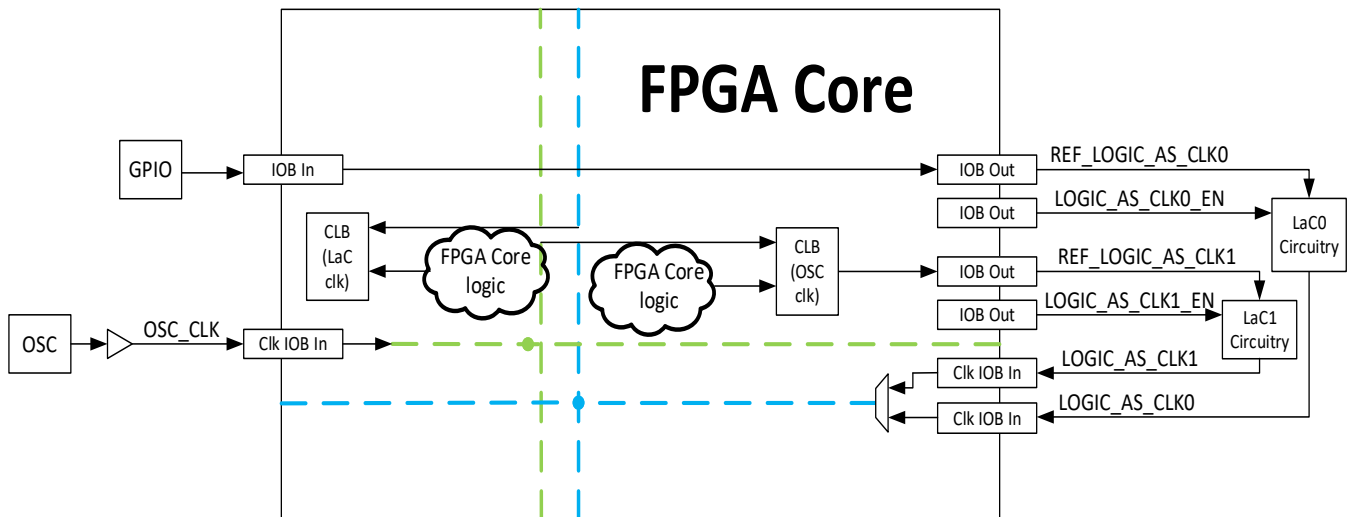 FPGA Core
GPIO
IOB In
IOB Out
REF_LOGIC_AS_CLK0
IOB Out
LOGIC_AS_CLK0_EN
LaC0
Circuitry
CLB
(LaC
clk)
FPGA Core
logic
FPGA Core
logic
CLB
(OSC
clk)
IOB Out
REF_LOGIC_AS_CLK1
IOB Out
LOGIC_AS_CLK1_EN
LaC1
Circuitry
OSC
OSC_CLK
Clk IOB In
Clk IOB In
LOGIC_AS_CLK1
Clk IOB In
LOGIC_AS_CLK0